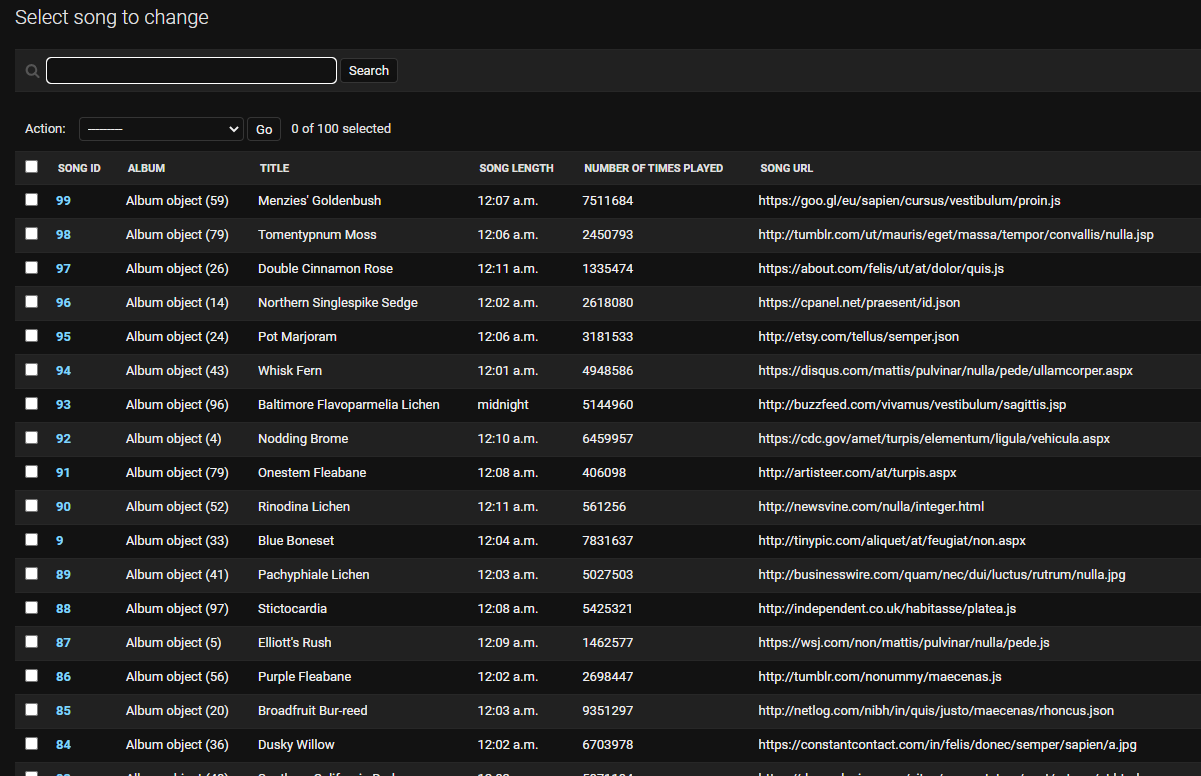 Select song to change
Search
Action: --------- Go 0 of 100 selected
SONG ID ALBUM TITLE SONG LENGTH NUMBER OF TIMES PLAYED SONG URL
99 Album object (59) Menzies' Goldenbush 12:07 a.m. 7511684 https://goo.gl/eu/sapien/cursus/vestibulum/proin.js
98 Album object (79) Tomentypnum Moss 12:06 a.m. 2450793 http://tumblr.com/ut/mauris/eget/massa/tempor/convallis/nulla.jsp
97 Album object (26) Double Cinnamon Rose 12:11 a.m. 1335474 https://about.com/felis/ut/at/dolor/quis.js
96 Album object (14) Northern Singlespike Sedge 12:02 a.m. 2618080 https://cpanel.net/praesent/id.json
95 Album object (24) Pot Marjoram 12:06 a.m. 3181533 http://etsy.com/tellus/semper.json
94 Album object (43) Whisk Fern 12:01 a.m. 4948586 https://disqus.com/mattis/pulvinar/nulla/pede/ullamcorper.aspx
93 Album object (96) Baltimore Flavoparmelia Lichen midnight 5144960 http://buzzfeed.com/vivamus/vestibulum/sagittis.jsp
92 Album object (4) Nodding Brome 12:10 a.m. 6459957 https://cdc.gov/amet/turpis/elementum/ligula/vehicula.aspx
91 Album object (79) Onestem Fleabane 12:08 a.m. 406098 http://artisteer.com/at/turpis.aspx
90 Album object (52) Rinodina Lichen 12:11 a.m. 561256 http://newsvine.com/nulla/integer.html
9 Album object (33) Blue Boneset 12:04 a.m. 7831637 http://tinypic.com/aliquet/at/feugiat/non.aspx
89 Album object (41) Pachyphiale Lichen 12:03 a.m. 5027503 http://businesswire.com/quam/nec/dui/luctus/rutrum/nulla.jpg
88 Album object (97) Stictocardia 12:08 a.m. 5425321 http://independent.co.uk/habitasse/platea.js
87 Album object (5) Elliott's Rush 12:09 a.m. 1462577 https://wsj.com/non/mattis/pulvinar/nulla/pede.js
86 Album object (56) Purple Fleabane 12:02 a.m. 2698447 http://tumblr.com/nonummy/maecenas.js
85 Album object (20) Broadfruit Bur-reed 12:03 a.m. 9351297 http://netlog.com/nibh/in/quis/justo/maecenas/rhoncus.json
84 Album object (36) Dusky Willow 12:02 a.m. 6703978 https://constantcontact.com/in/felis/donec/semper/sapien/a.jpg